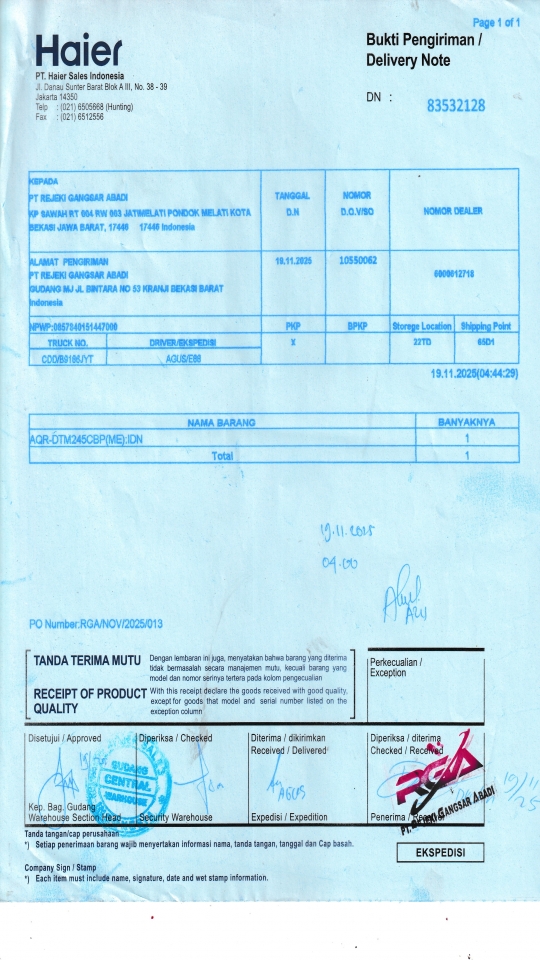 Page 1 of 1
Haier
Bukti Pengiriman /
Delivery Note
PT. Haier Sales Indonesia
Jl. Danau Sunter Barat Blok A III, No. 38 - 39
Jakarta 14350
Telp : (021) 6505668 (Hunting)
Fax : (021) 6512556
DN : 83532128
KEPADA
PT REJEKI GANGSAR ABADI
KP SAWAH RT 004 RW 003 JATIMELATI PONDOK MELATI KOTA
BEKASI JAWA BARAT, 17446 17446 Indonesia
TANGGAL
D.N
NOMOR
D.O./SO
NOMOR DEALER
ALAMAT PENGIRIMAN
PT REJEKI GANGSAR ABADI
GUDANG MJ JL BINTARA NO 53 KRANJI BEKASI BARAT
Indonesia
19.11.2025
10550062
NPWP:
PKP
BPKP
Storage Location
Shipping Point
TRUCK NO.
DRIVER/EKSPEDISI
X
22TD
65D1
CDD/B9166JYT
AGUS/E68
19.11.2025(04:44:29)
NAMA BARANG
BANYAKNYA
AQR-DTM245CBP(ME):IDN
1
Total
1
19.11.2025
04.00
PO Number:RGA/NOV/2025/013
TANDA TERIMA MUTU
Dengan lembaran ini juga, menyatakan bahwa barang yang diterima
tidak bermasalah secara manajemen mutu, kecuali barang yang
model dan nomor serinya tertera pada kolom pengecualian
RECEIPT OF PRODUCT
QUALITY
With this receipt declare the goods received with good quality,
except for goods that model and serial number listed on the
exception column
Perkecualian /
Exception
Disetujui / Approved
Diperiksa / Checked
Diterima / dikirimkan
Received / Delivered
Diperiksa / diterima
Checked / Received
GUDANG
CENTRAL
WAREHOUSE
AGUS
RGA
PT. REJEKI GANGSAR ABADI
19/11
Kep. Bag. Gudang
Warehouse Section Head
Security Warehouse
Expedisi / Expedition
Penerima /
Tanda tangan/cap perusahaan
*) Setiap penerimaan barang wajib menyertakan informasi nama, tanda tangan, tanggal dan Cap basah.
EKSPEDISI
Company Sign / Stamp
*) Each item must include name, signature, date and wet stamp information.